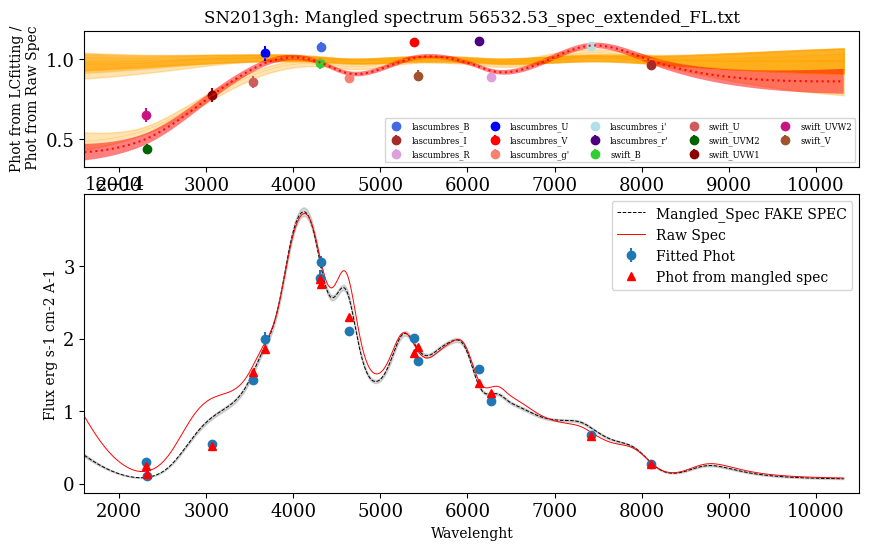 SN2013gh: Mangled spectrum 56532.53_spec_extended_FL.txt
Phot from LCfitting /
Phot from Raw Spec
1.0
0.5
lascumbres_B lascumbres_U lascumbres_i' swift_U swift_UVW2
lascumbres_I lascumbres_V lascumbres_r' swift_UVM2 swift_V
lascumbres_R lascumbres_g' swift_B swift_UVW1
2000 3000 4000 5000 6000 7000 8000 9000 10000
1e−14
Flux erg s-1 cm-2 A-1
3
2
1
0
Mangled_Spec FAKE SPEC
Raw Spec
Fitted Phot
Phot from mangled spec
2000 3000 4000 5000 6000 7000 8000 9000 10000
Wavelenght